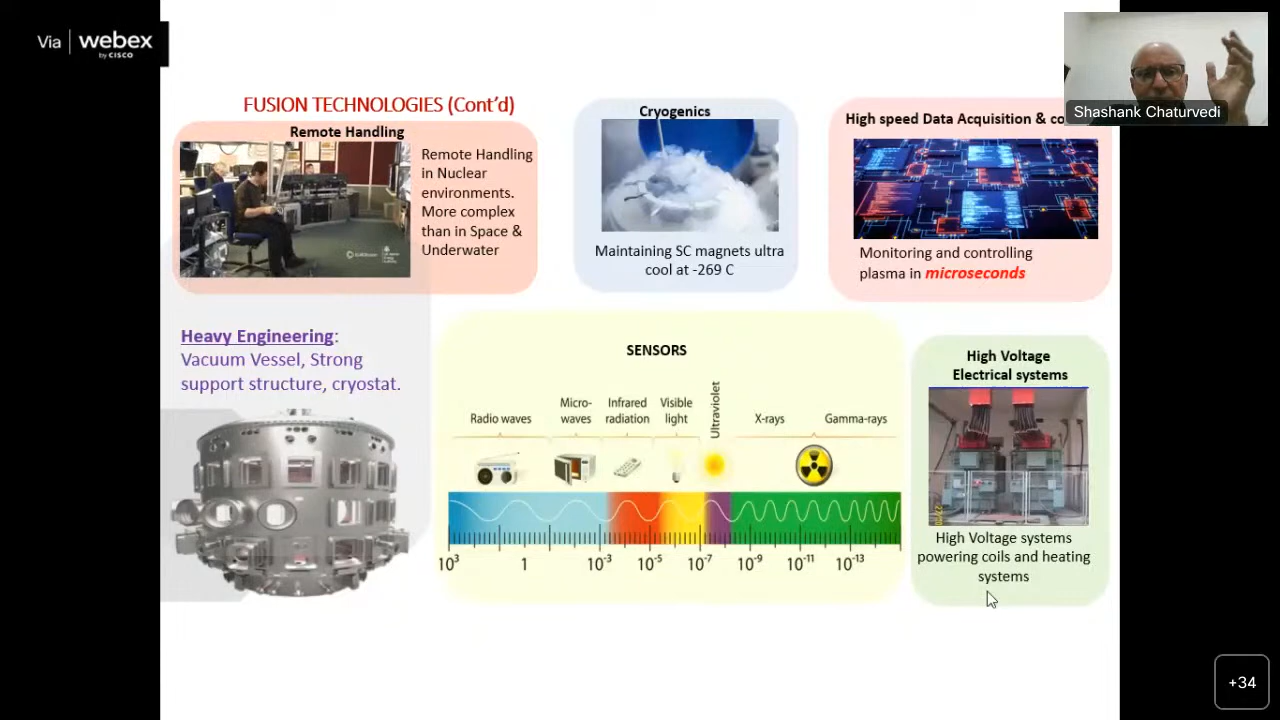 Via webex
by CISCO
Shashank Chaturvedi
FUSION TECHNOLOGIES (Cont’d)
Remote Handling
Remote Handling
in Nuclear
environments.
More complex
than in Space &
Underwater
Cryogenics
Maintaining SC magnets ultra
cool at -269 C
High speed Data Acquisition & co
Monitoring and controlling
plasma in microseconds
Heavy Engineering:
Vacuum Vessel, Strong
support structure, cryostat.
SENSORS
Radio waves
Micro-
waves
Infrared
radiation
Visible
light
Ultraviolet
X-rays
Gamma-rays
10³ 1 10⁻³ 10⁻⁵ 10⁻⁷ 10⁻⁹ 10⁻¹¹ 10⁻¹³
High Voltage
Electrical systems
High Voltage systems
powering coils and heating
systems
+34